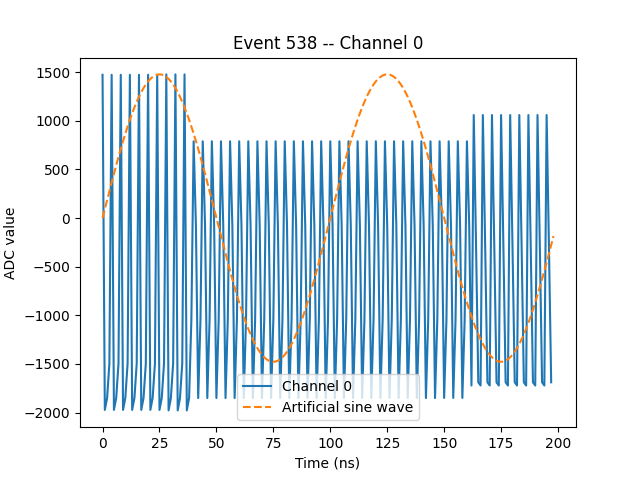 Event 538 -- Channel 0
ADC value
1500
1000
500
0
−500
−1000
−1500
−2000
Channel 0
Artificial sine wave
0 25 50 75 100 125 150 175 200
Time (ns)